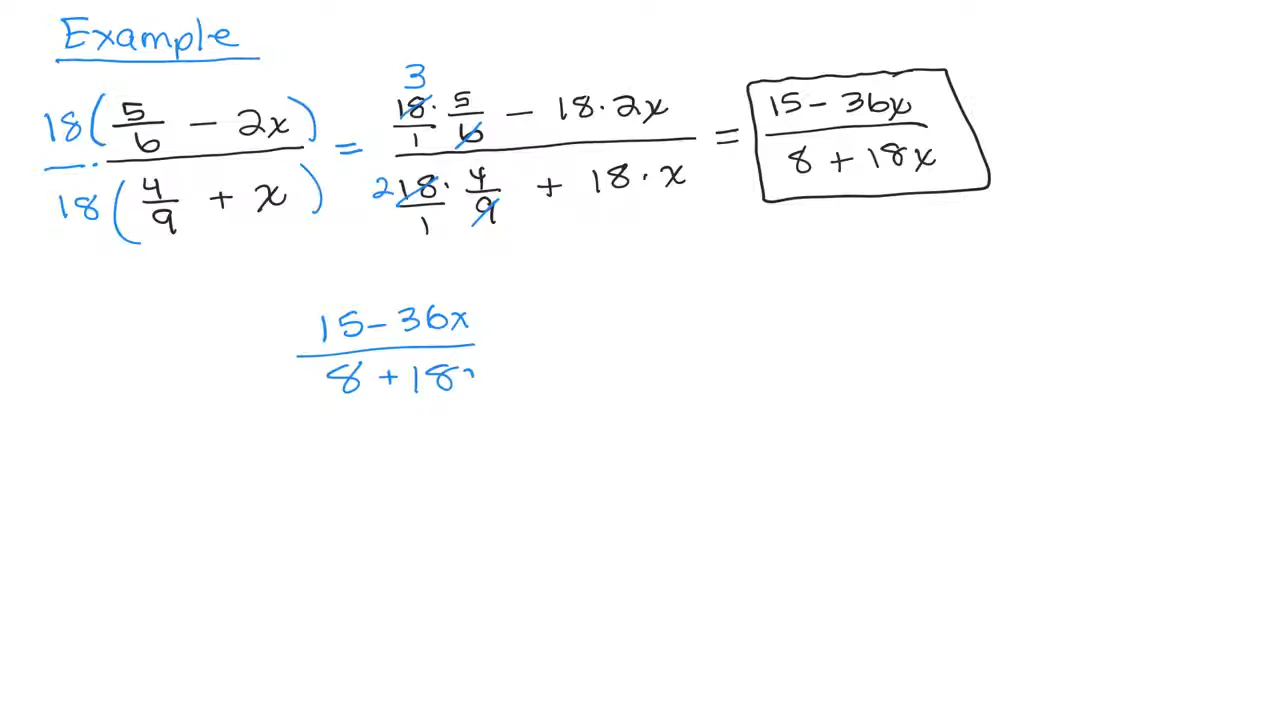 Example
18(5/6 - 2x) / 18(4/9 + x) = (3 18/1 · 5/6 - 18·2x) / (2 18/1 · 4/9 + 18·x) = (15 - 36x) / (8 + 18x)
15 - 36x
8 + 18